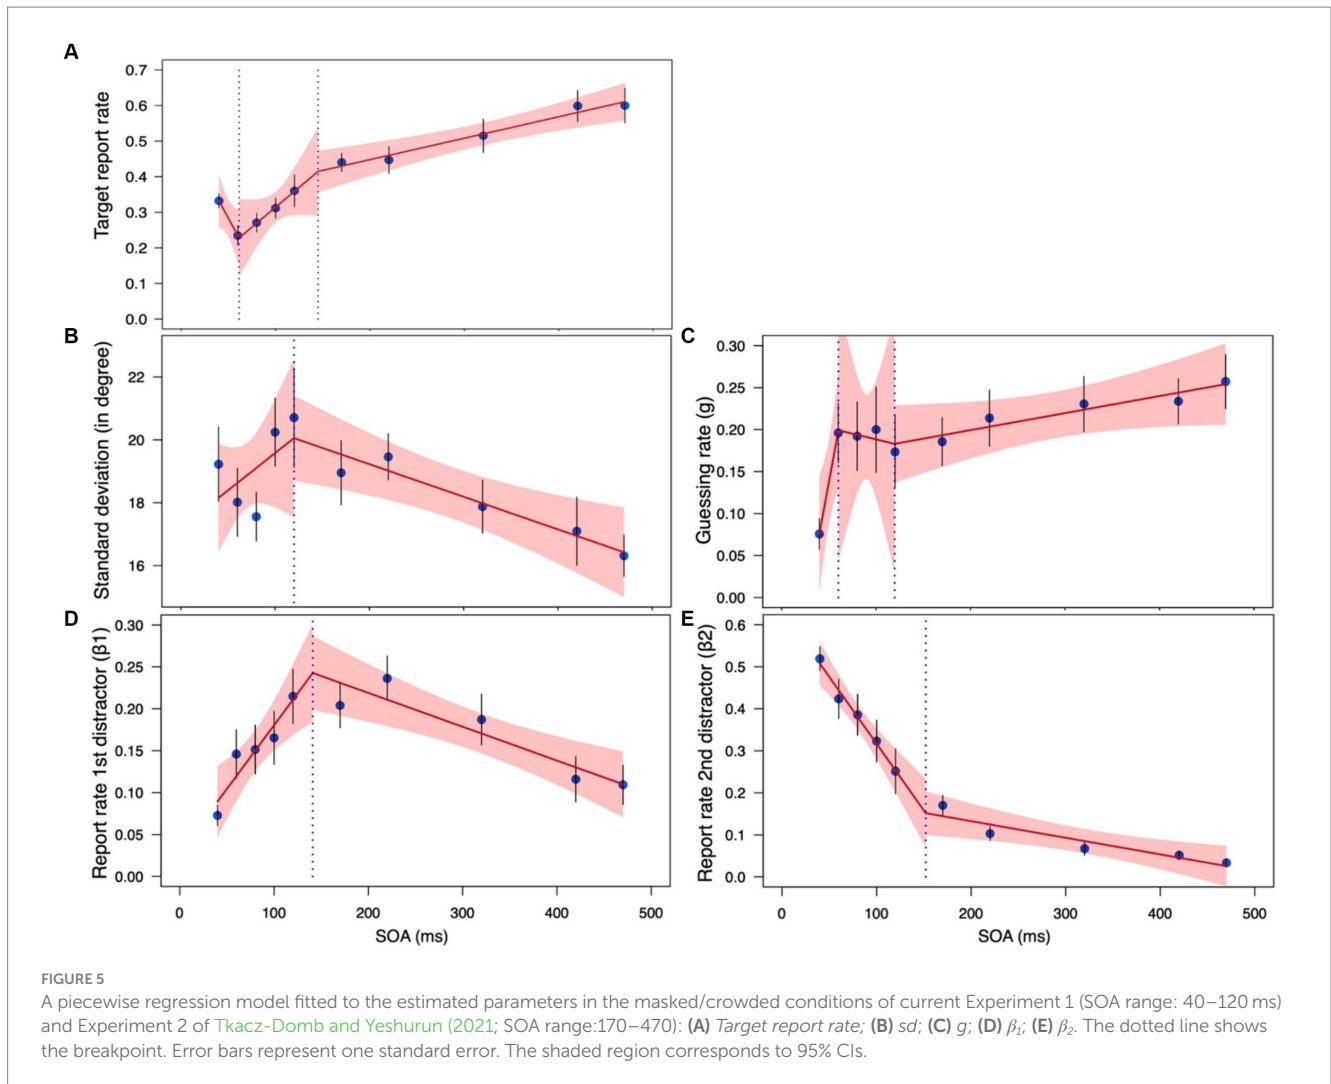 A
Target report rate
0.7
0.6
0.5
0.4
0.3
0.2
0.1
0.0
B
Standard deviation (in degree)
22
20
18
16
C
Guessing rate (g)
0.30
0.25
0.20
0.15
0.10
0.05
0.00
D
Report rate 1st distractor (β1)
0.30
0.25
0.20
0.15
0.10
0.05
0.00
0 100 200 300 400 500
SOA (ms)
E
Report rate 2nd distractor (β2)
0.6
0.5
0.4
0.3
0.2
0.1
0.0
0 100 200 300 400 500
SOA (ms)
FIGURE 5
A piecewise regression model fitted to the estimated parameters in the masked/crowded conditions of current Experiment 1 (SOA range: 40–120 ms)
and Experiment 2 of Tkacz-Domb and Yeshurun (2021; SOA range:170–470): (A) Target report rate; (B) sd; (C) g; (D) β₁; (E) β₂. The dotted line shows
the breakpoint. Error bars represent one standard error. The shaded region corresponds to 95% CIs.